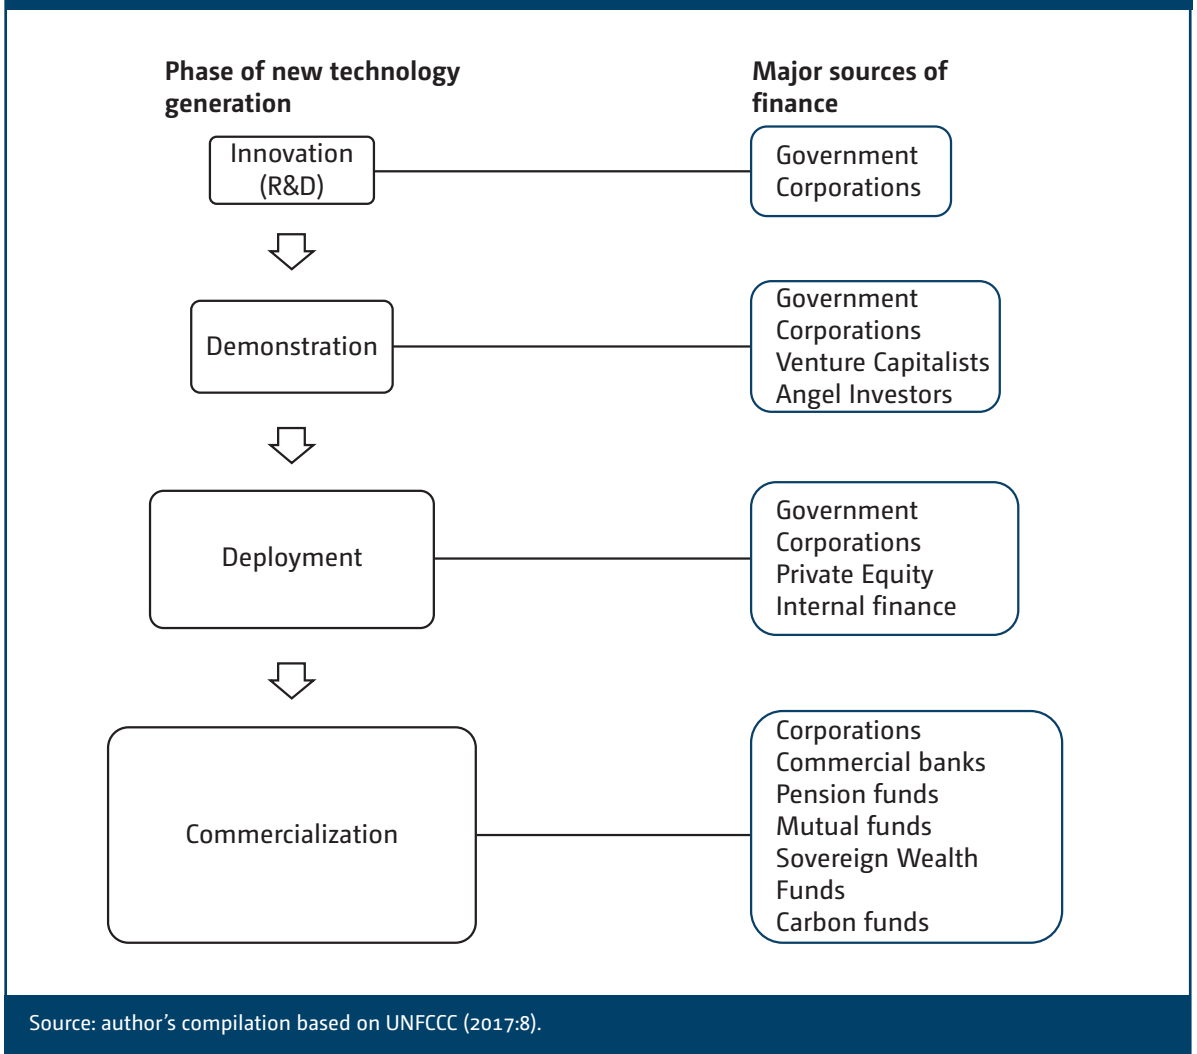 Phase of new technology
generation
Major sources of
finance
Innovation
(R&D)
Government
Corporations
Demonstration
Government
Corporations
Venture Capitalists
Angel Investors
Deployment
Government
Corporations
Private Equity
Internal finance
Commercialization
Corporations
Commercial banks
Pension funds
Mutual funds
Sovereign Wealth
Funds
Carbon funds
Source: author’s compilation based on UNFCCC (2017:8).